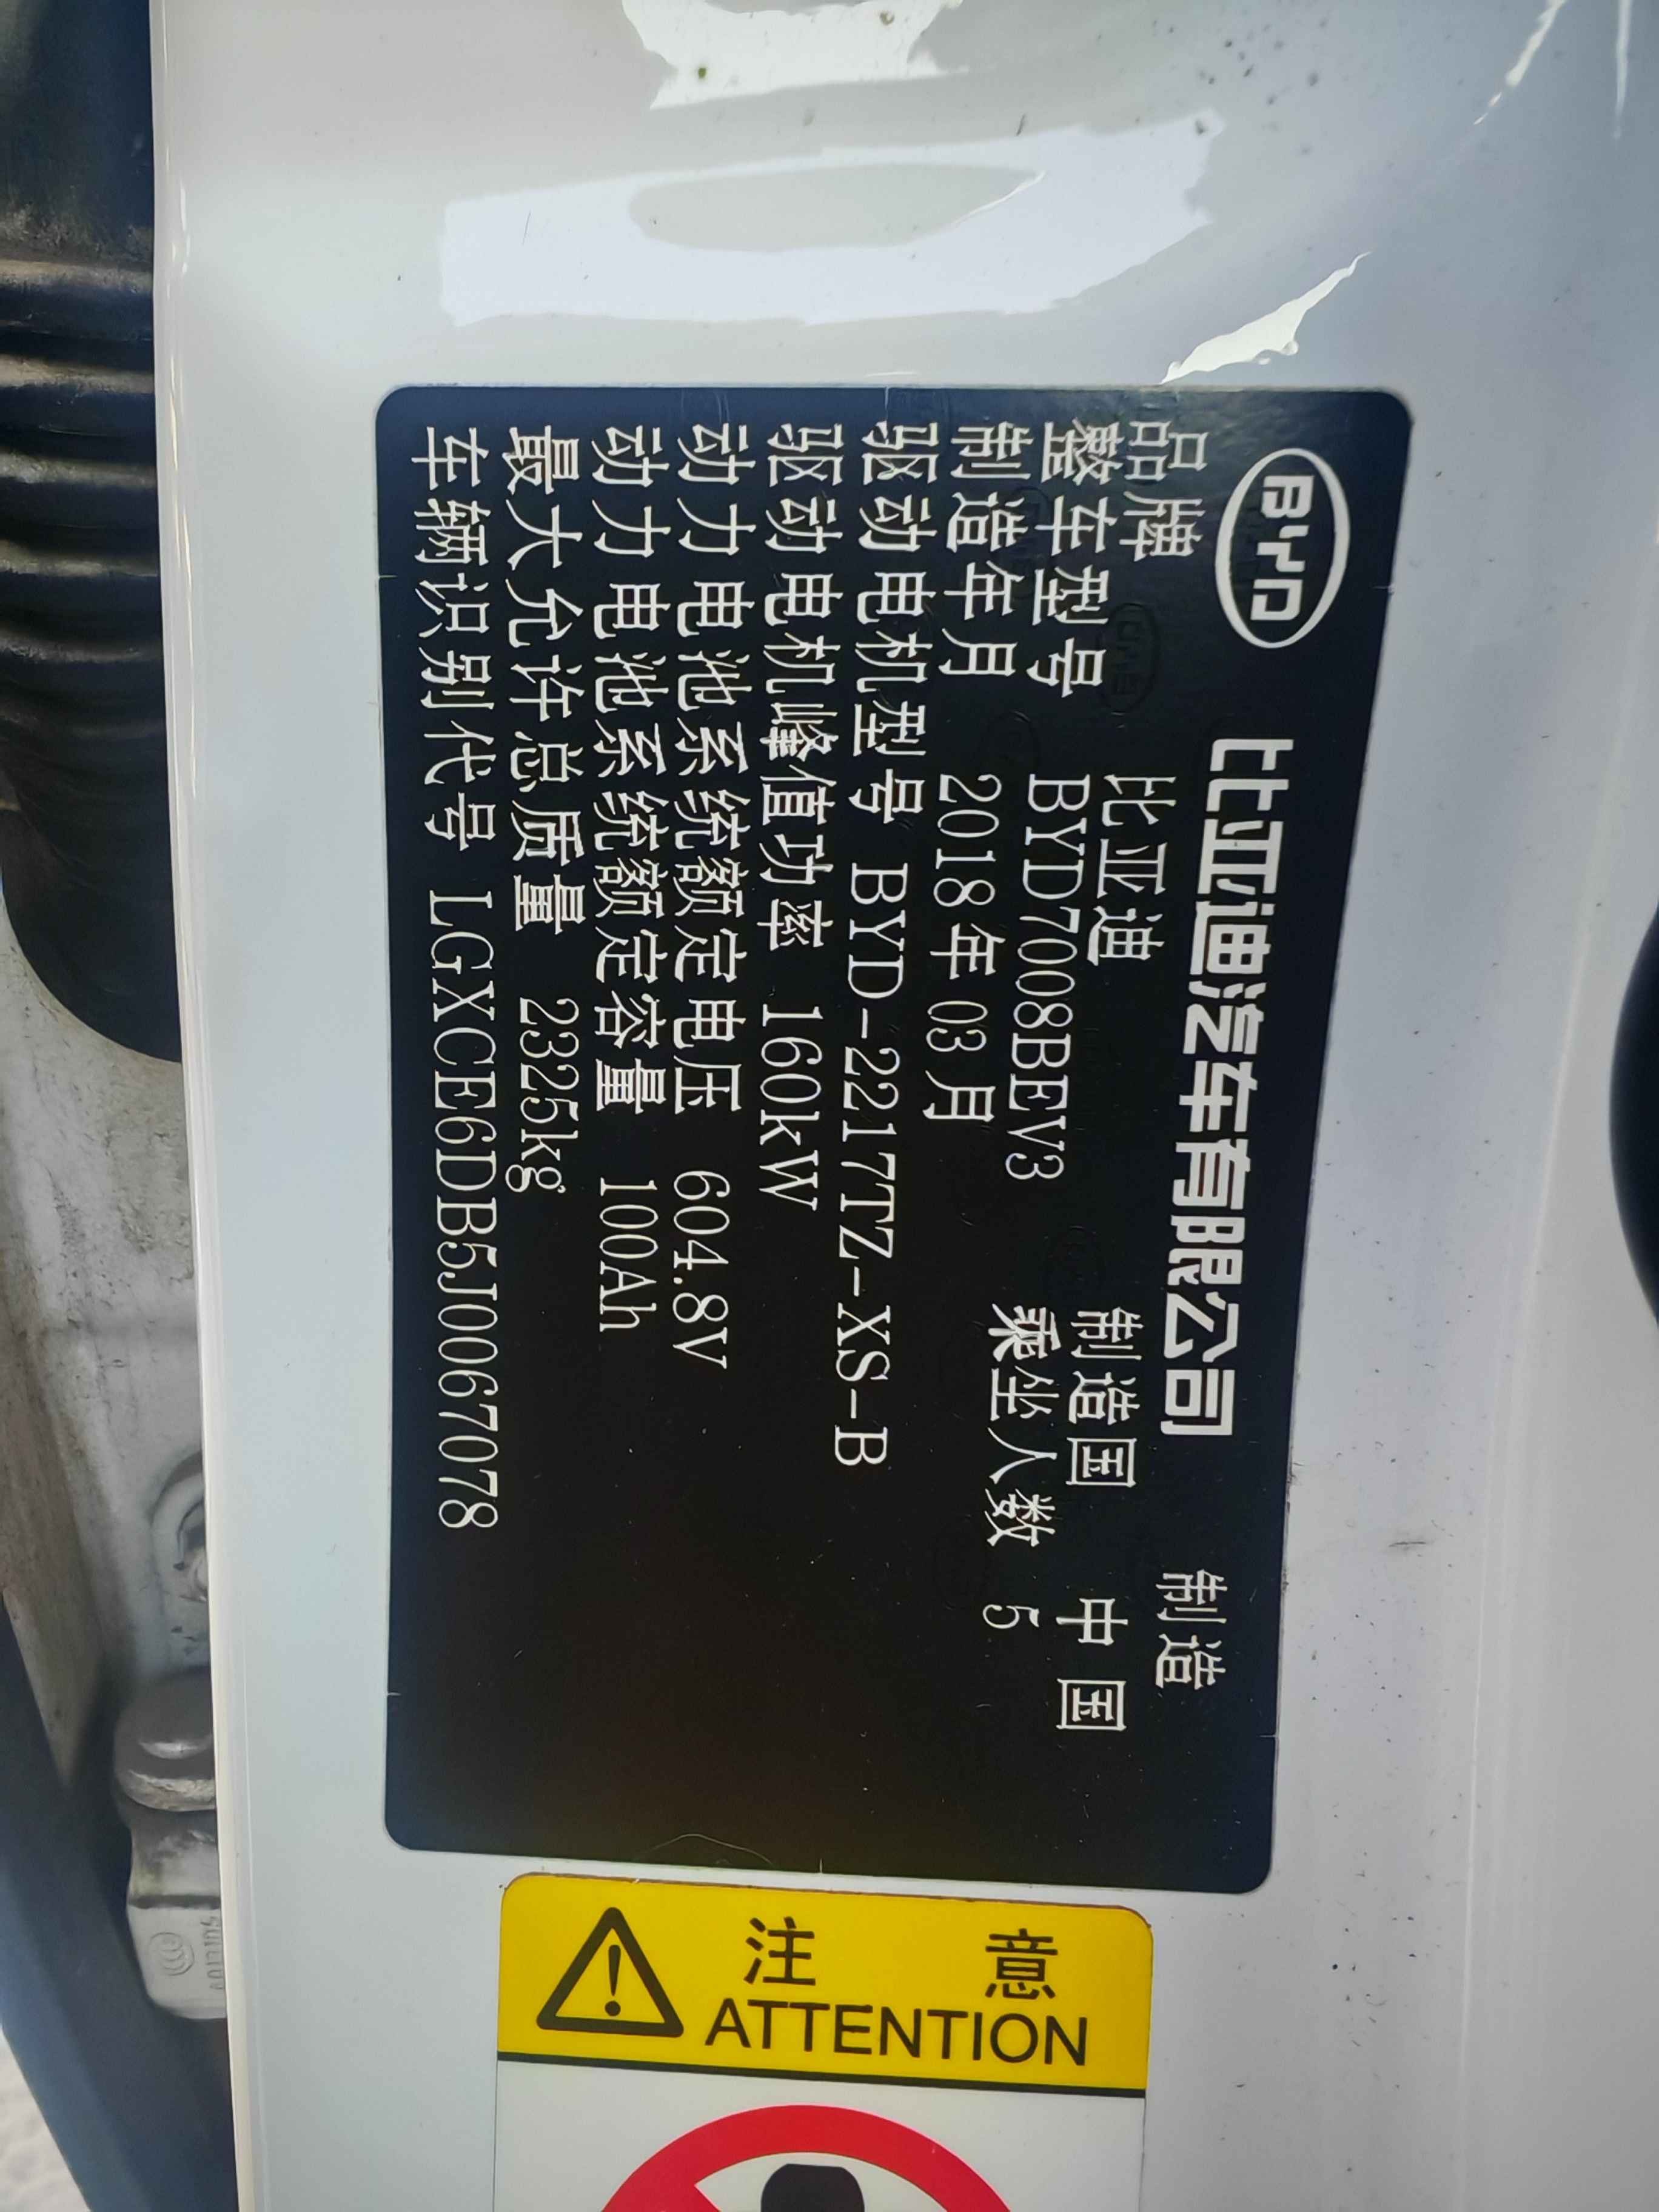 BYD 比亚迪汽车有限公司 制造
品牌 比亚迪 制造国 中国
整车型号 BYD7008BEV3 乘坐人数 5
制造年月 2018年03月
驱动电机型号 BYD-2217TZ-XS-B
驱动电机峰值功率 160kW
动力电池系统额定电压 604.8V
动力电池系统额定容量 100Ah
最大允许总质量 2325kg
车辆识别代号 LGXCE6DB5J0067078
注 意
ATTENTION